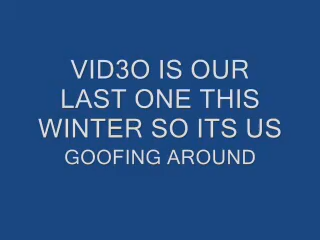 VID3O IS OUR
LAST ONE THIS
WINTER SO ITS US
GOOFING AROUND